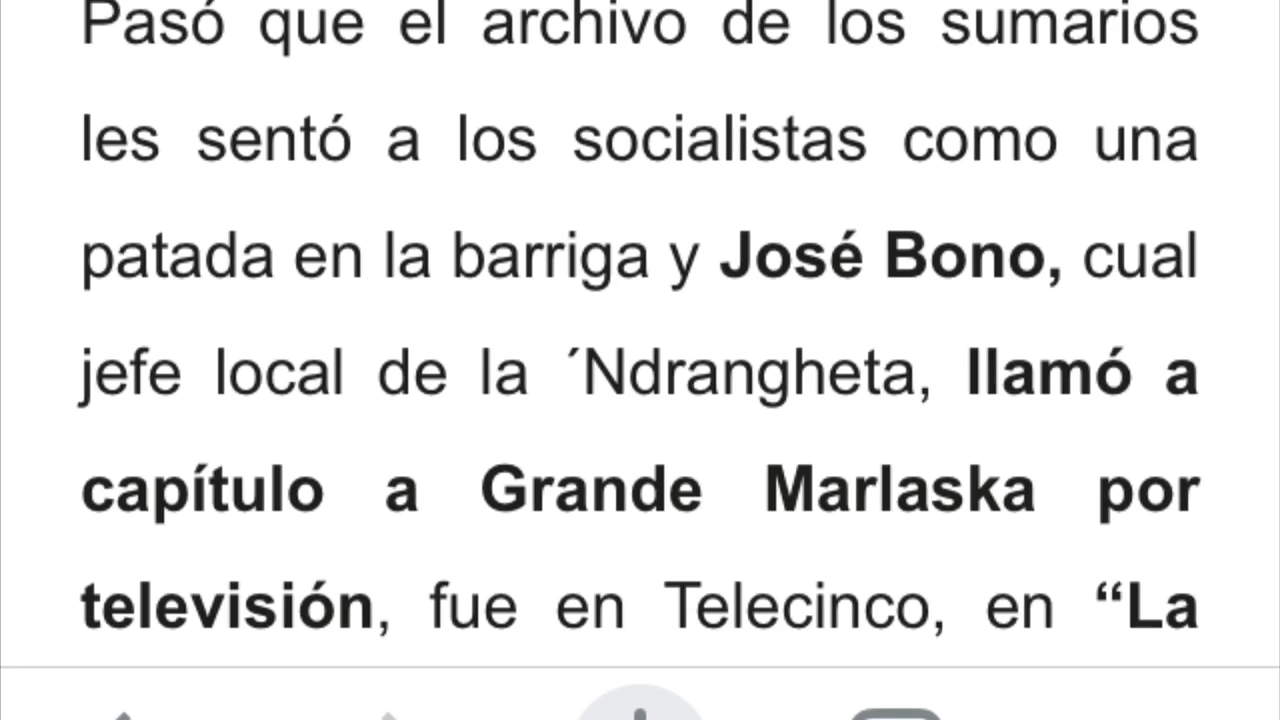 Pasó que el archivo de los sumarios
les sentó a los socialistas como una
patada en la barriga y José Bono, cual
jefe local de la ´Ndrangheta, llamó a
capítulo a Grande Marlaska por
televisión, fue en Telecinco, en “La